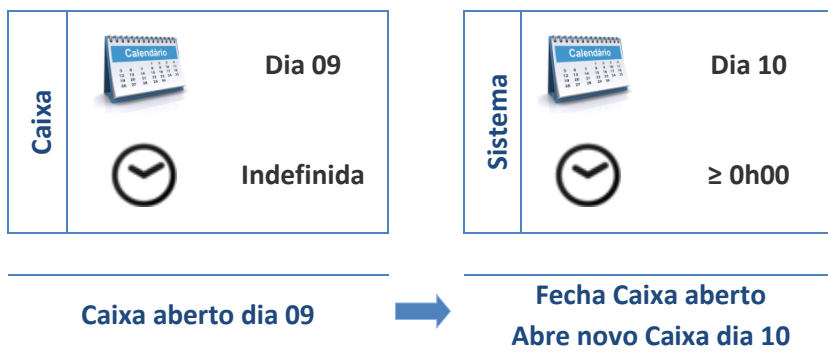 Caixa
Calendário
Dia 09
Indefinida
Sistema
Calendário
Dia 10
≥ 0h00
Caixa aberto dia 09
Fecha Caixa aberto
Abre novo Caixa dia 10